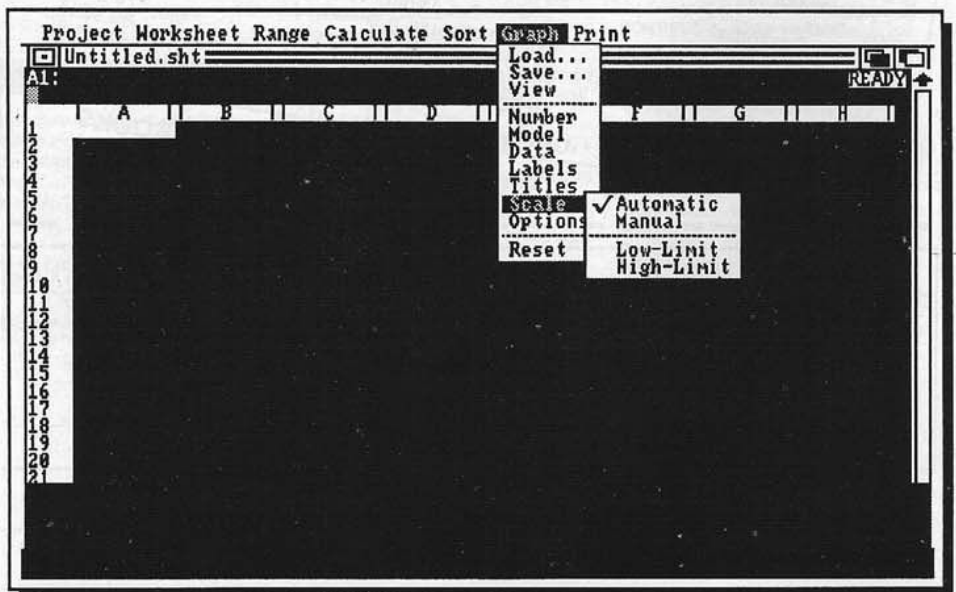 Project Worksheet Range Calculate Sort Graph Print
Untitled.sht
A1:
READY
A B C D F G H
1
2
3
4
5
6
7
8
9
10
11
12
13
14
15
16
17
18
19
20
21
Load...
Save...
View
Number
Model
Data
Labels
Titles
Scale
Options
Reset
Automatic
Manual
Low-Limit
High-Limit